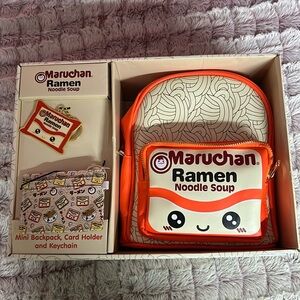 Maruchan.
Ramen
Noodle Soup
Maruchan
Ramen
Mini Backpack, Card Holder
and Keychain
Maruchan.
Ramen
Noodle Soup